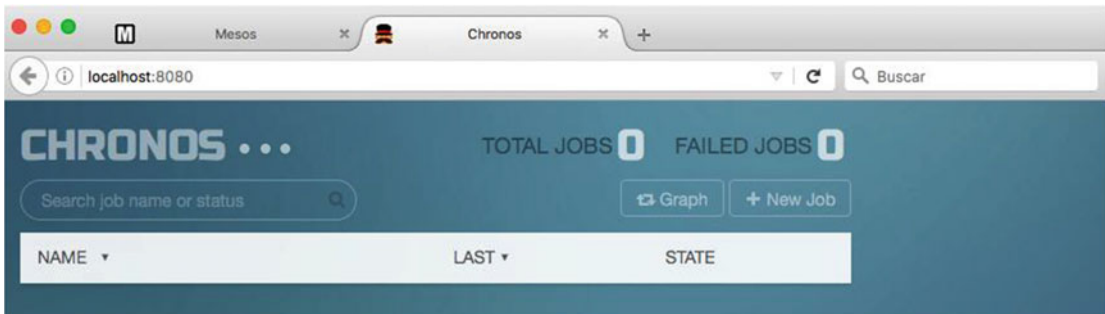 M Mesos Chronos
localhost:8080 Buscar
CHRONOS TOTAL JOBS 0 FAILED JOBS 0
Search job name or status Graph + New Job
NAME LAST STATE